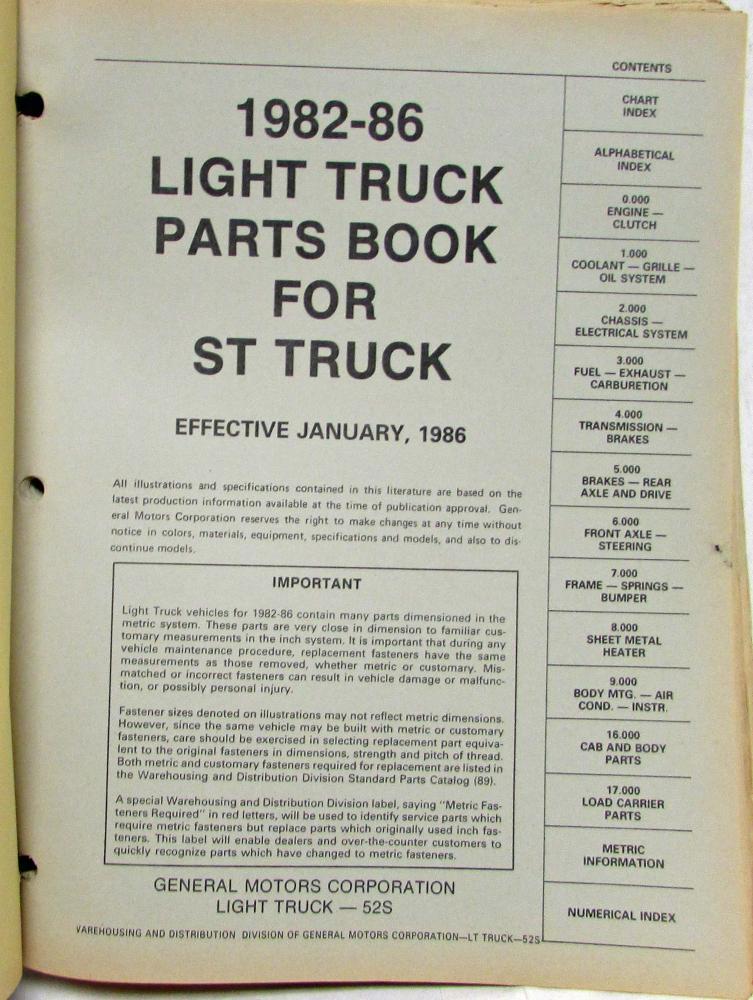 1982-86
LIGHT TRUCK
PARTS BOOK
FOR
ST TRUCK
EFFECTIVE JANUARY, 1986
All illustrations and specifications contained in this literature are based on the
latest production information available at the time of publication approval. Gen-
eral Motors Corporation reserves the right to make changes at any time without
notice in colors, materials, equipment, specifications and models, and also to dis-
continue models.
IMPORTANT
Light Truck vehicles for 1982-86 contain many parts dimensioned in the
metric system. These parts are very close in dimension to familiar cus-
tomary measurements in the inch system. It is important that during any
vehicle maintenance procedure, replacement fasteners have the same
measurements as those removed, whether metric or customary. Mis-
matched or incorrect fasteners can result in vehicle damage or malfunc-
tion, or possibly personal injury.
Fastener sizes denoted on illustrations may not reflect metric dimensions.
However, since the same vehicle may be built with metric or customary
fasteners, care should be exercised in selecting replacement part equiva-
lent to the original fasteners in dimensions, strength and pitch of thread.
Both metric and customary fasteners required for replacement are listed in
the Warehousing and Distribution Division Standard Parts Catalog (89).
A special Warehousing and Distribution Division label, saying "Metric Fas-
teners Required" in red letters, will be used to identify service parts which
require metric fasteners but replace parts which originally used inch fas-
teners. This label will enable dealers and over-the-counter customers to
quickly recognize parts which have changed to metric fasteners.
GENERAL MOTORS CORPORATION
LIGHT TRUCK — 52S
WAREHOUSING AND DISTRIBUTION DIVISION OF GENERAL MOTORS CORPORATION—LT TRUCK—52S
CONTENTS
CHART
INDEX
ALPHABETICAL
INDEX
0.000
ENGINE —
CLUTCH
1.000
COOLANT — GRILLE —
OIL SYSTEM
2.000
CHASSIS —
ELECTRICAL SYSTEM
3.000
FUEL — EXHAUST —
CARBURETION
4.000
TRANSMISSION —
BRAKES
5.000
BRAKES — REAR
AXLE AND DRIVE
6.000
FRONT AXLE —
STEERING
7.000
FRAME — SPRINGS —
BUMPER
8.000
SHEET METAL
HEATER
9.000
BODY MTG. — AIR
COND. — INSTR.
16.000
CAB AND BODY
PARTS
17.000
LOAD CARRIER
PARTS
METRIC
INFORMATION
NUMERICAL INDEX